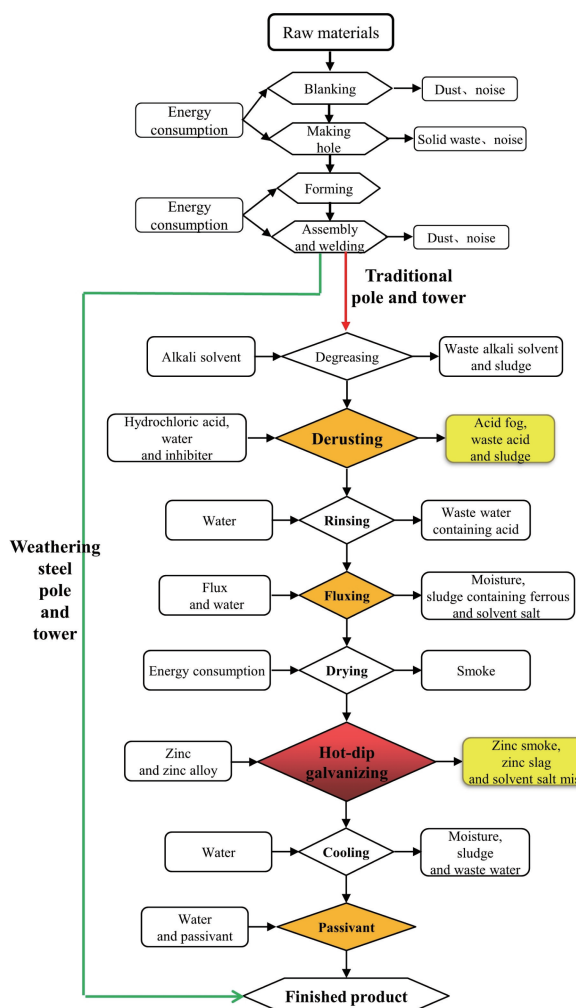 Raw materials
Blanking
Energy
consumption
Dust、noise
Making
hole
Solid waste、noise
Forming
Energy
consumption
Assembly
and welding
Dust、noise
Traditional
pole and tower
Alkali solvent
Degreasing
Waste alkali solvent
and sludge
Hydrochloric acid,
water
and inhibiter
Derusting
Acid fog,
waste acid
and sludge
Water
Rinsing
Waste water
containing acid
Weathering
steel
pole
and
tower
Flux
and water
Fluxing
Moisture,
sludge containing ferrous
and solvent salt
Energy consumption
Drying
Smoke
Zinc
and zinc alloy
Hot-dip
galvanizing
Zinc smoke,
zinc slag
and solvent salt mis
Water
Cooling
Moisture,
sludge
and waste water
Water
and passivant
Passivant
Finished product